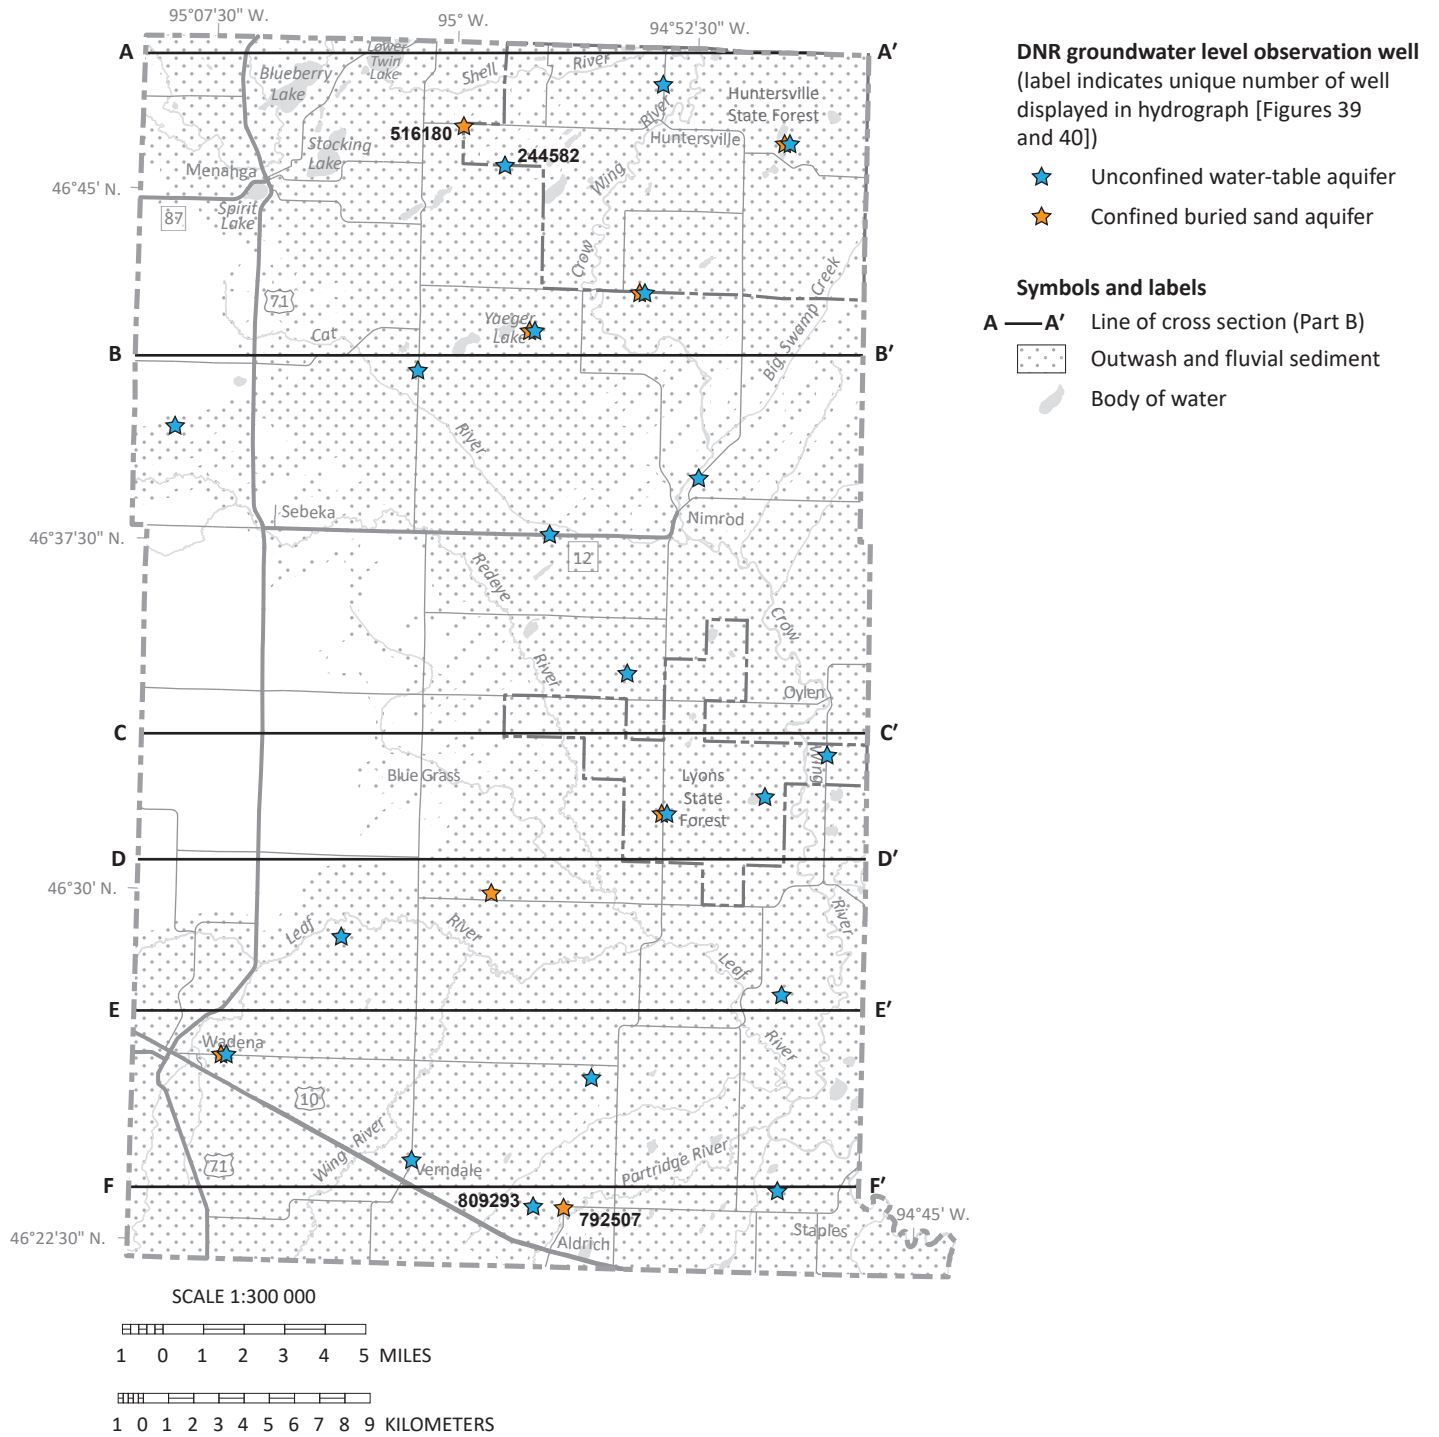 95°07'30" W.
95° W.
94°52'30" W.
A
A′
Lower
Twin
Lake
Blueberry
Lake
Shell
River
Huntersville
State Forest
River
516180
Huntersville
Stocking
Lake
244582
Menahga
Wing
46°45' N.
87
Spirit
Lake
Crow
71
Big Swamp Creek
Yaeger
Lake
Cat
B
B′
River
Sebeka
Nimrod
46°37'30" N.
12
Redeye
Crow
River
Oylen
C
C′
Wing
Blue Grass
Lyons
State
Forest
D
D′
46°30' N.
Leaf
River
River
Leaf
E
E′
Wadena
River
10
Wing River
71
Verndale
Partridge River
F
F′
809293
792507
94°45' W.
Staples
46°22'30" N.
Aldrich
SCALE 1:300 000
1 0 1 2 3 4 5 MILES
1 0 1 2 3 4 5 6 7 8 9 KILOMETERS
DNR groundwater level observation well
(label indicates unique number of well
displayed in hydrograph [Figures 39
and 40])
Unconfined water-table aquifer
Confined buried sand aquifer
Symbols and labels
A A′ Line of cross section (Part B)
Outwash and fluvial sediment
Body of water